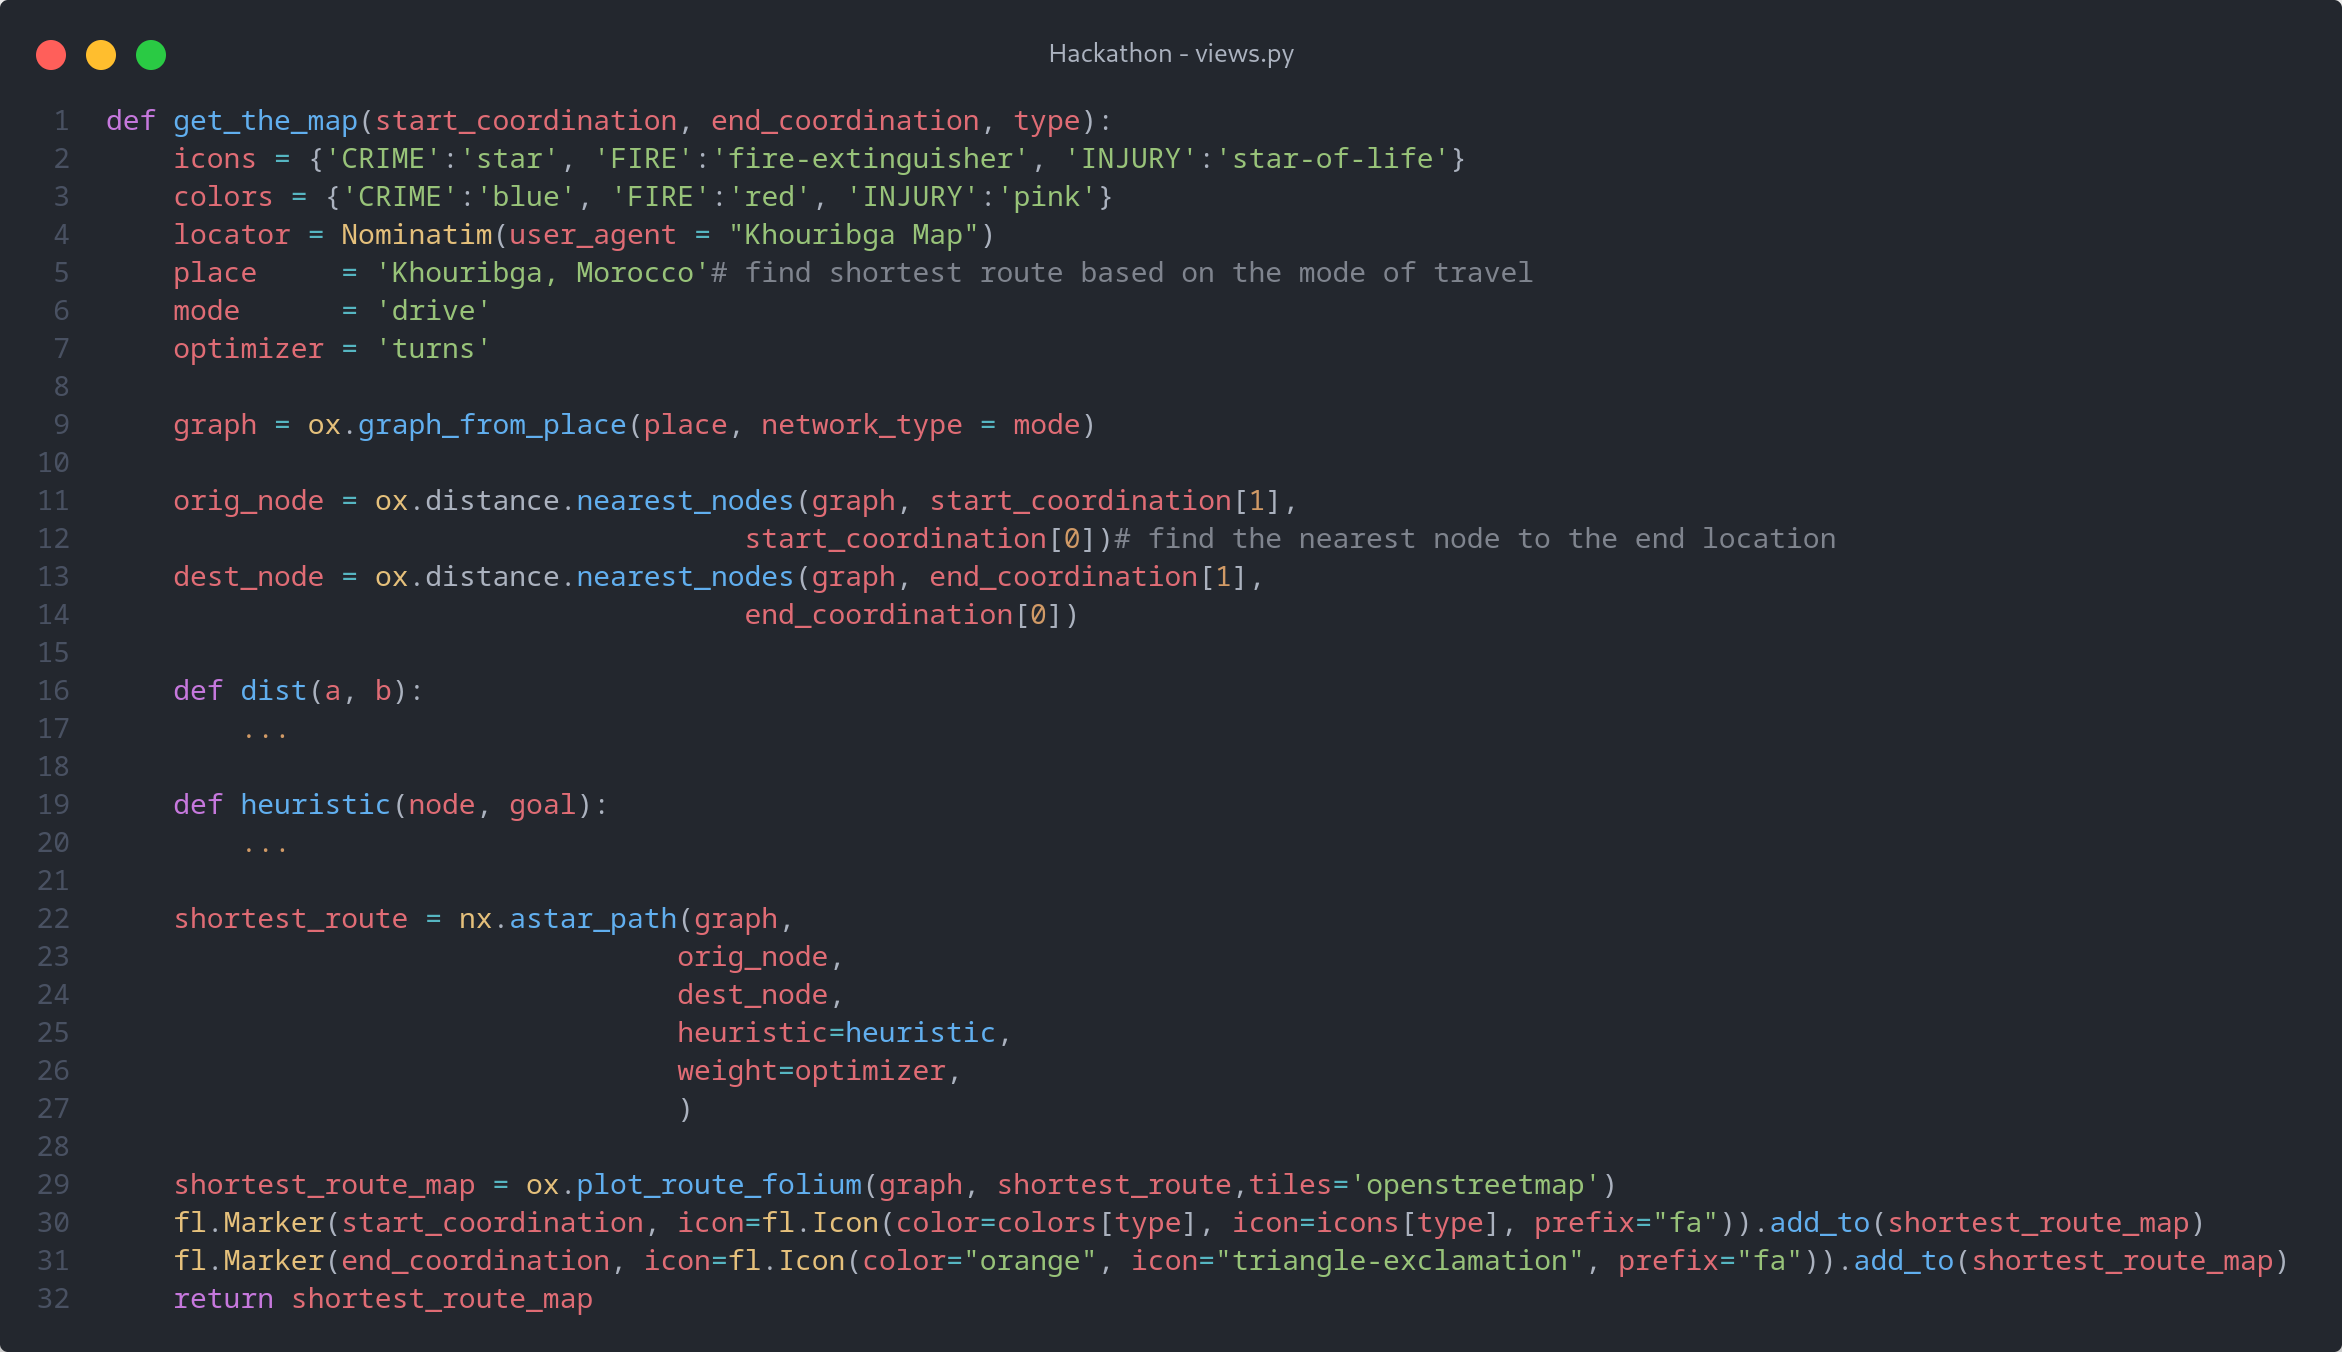 Hackathon - views.py
1 def get_the_map(start_coordination, end_coordination, type):
2     icons = {'CRIME':'star', 'FIRE':'fire-extinguisher', 'INJURY':'star-of-life'}
3     colors = {'CRIME':'blue', 'FIRE':'red', 'INJURY':'pink'}
4     locator = Nominatim(user_agent = "Khouribga Map")
5     place     = 'Khouribga, Morocco'# find shortest route based on the mode of travel
6     mode      = 'drive'
7     optimizer = 'turns'
8
9     graph = ox.graph_from_place(place, network_type = mode)
10
11     orig_node = ox.distance.nearest_nodes(graph, start_coordination[1],
12                                       start_coordination[0])# find the nearest node to the end location
13     dest_node = ox.distance.nearest_nodes(graph, end_coordination[1],
14                                       end_coordination[0])
15
16     def dist(a, b):
17         ...
18
19     def heuristic(node, goal):
20         ...
21
22     shortest_route = nx.astar_path(graph,
23                                   orig_node,
24                                   dest_node,
25                                   heuristic=heuristic,
26                                   weight=optimizer,
27                                   )
28
29     shortest_route_map = ox.plot_route_folium(graph, shortest_route,tiles='openstreetmap')
30     fl.Marker(start_coordination, icon=fl.Icon(color=colors[type], icon=icons[type], prefix="fa")).add_to(shortest_route_map)
31     fl.Marker(end_coordination, icon=fl.Icon(color="orange", icon="triangle-exclamation", prefix="fa")).add_to(shortest_route_map)
32     return shortest_route_map